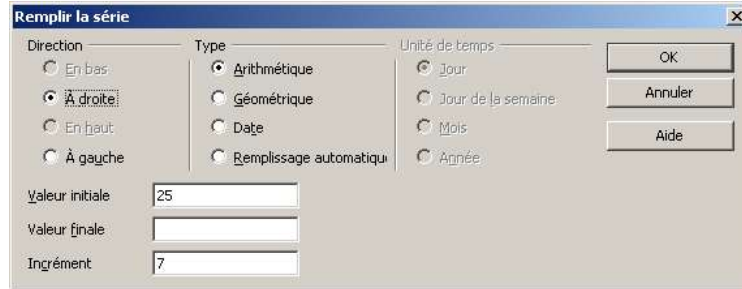 Remplir la série
Direction
En bas
À droite
En haut
À gauche
Type
Arithmétique
Géométrique
Date
Remplissage automatiqu
Unité de temps
Jour
Jour de la semaine
Mois
Année
OK
Annuler
Aide
Valeur initiale 25
Valeur finale
Incrément 7